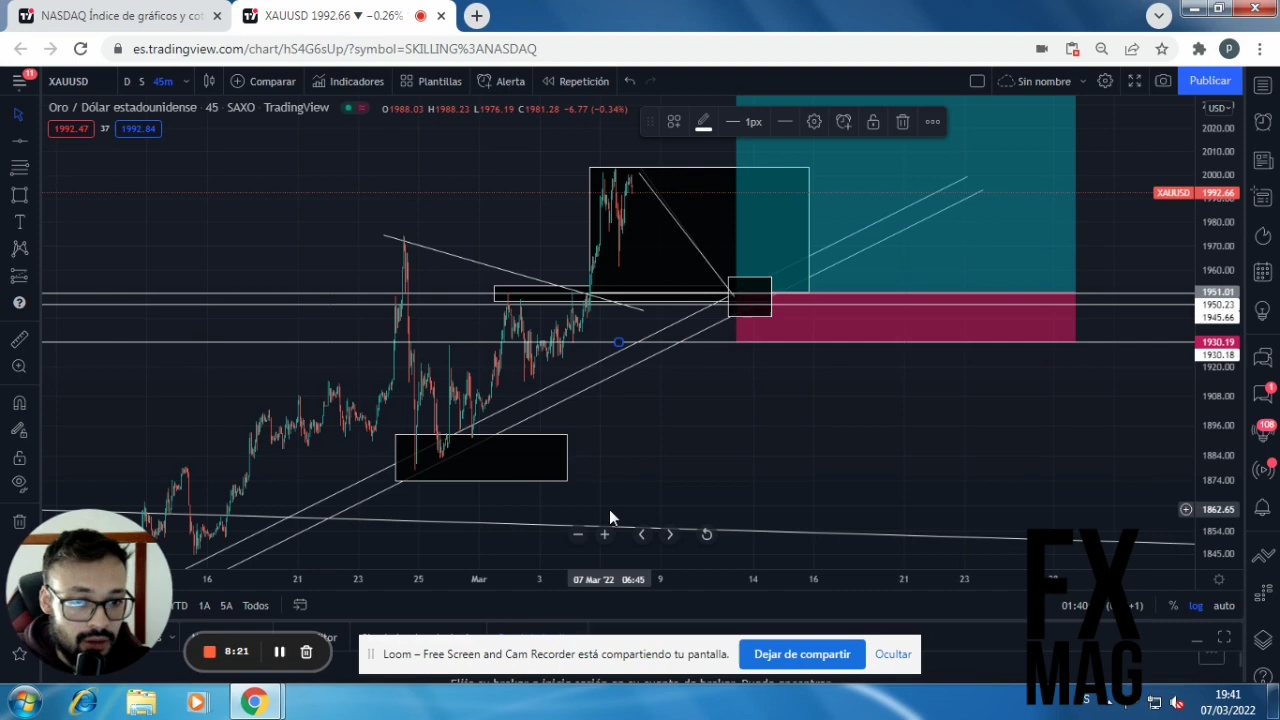 NASDAQ Índice de gráficos y cot
XAUUSD 1992.66 ▼ −0.26%
es.tradingview.com/chart/hS4G6sUp/?symbol=SKILLING%3ANASDAQ
P
11
XAUUSD D S 45m Comparar Indicadores Plantillas Alerta Repetición Sin nombre Publicar
Oro / Dólar estadounidense · 45 · SAXO · TradingView O1988.03 H1988.23 L1976.19 C1981.28 −6.77 (−0.34%)
1992.47 37 1992.84
1px
USD
2020.00
2010.00
2000.00
XAUUSD 1992.66
1980.00
1970.00
1960.00
1951.01
1950.23
1945.66
1930.19
1930.18
1920.00
1908.00
1896.00
1884.00
1874.00
1862.65
1854.00
1845.00
1
106
16 21 23 25 Mar 3 07 Mar '22 06:45 9 14 16 21 23
YTD 1A 5A Todos
% log auto
8:21
Loom – Free Screen and Cam Recorder está compartiendo tu pantalla. Dejar de compartir Ocultar
FX
MAG
19:41
07/03/2022